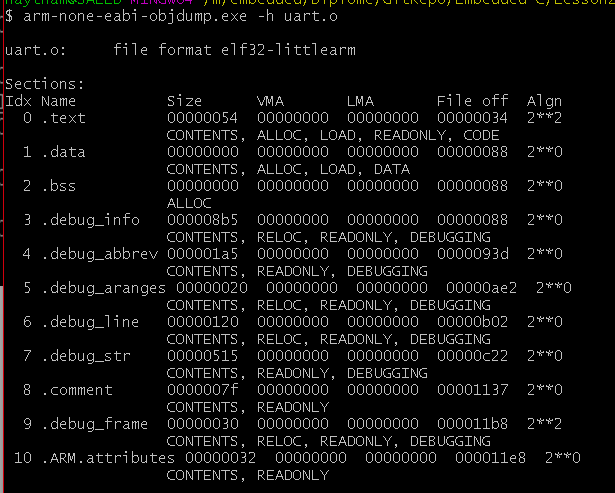 $ arm-none-eabi-objdump.exe -h uart.o
uart.o:     file format elf32-littlearm
Sections:
Idx Name          Size      VMA       LMA       File off  Algn
  0 .text         00000054  00000000  00000000  00000034  2**2
                  CONTENTS, ALLOC, LOAD, READONLY, CODE
  1 .data         00000000  00000000  00000000  00000088  2**0
                  CONTENTS, ALLOC, LOAD, DATA
  2 .bss          00000000  00000000  00000000  00000088  2**0
                  ALLOC
  3 .debug_info   000008b5  00000000  00000000  00000088  2**0
                  CONTENTS, RELOC, READONLY, DEBUGGING
  4 .debug_abbrev 000001a5  00000000  00000000  0000093d  2**0
                  CONTENTS, READONLY, DEBUGGING
  5 .debug_aranges 00000020  00000000  00000000  00000ae2  2**0
                  CONTENTS, RELOC, READONLY, DEBUGGING
  6 .debug_line   00000120  00000000  00000000  00000b02  2**0
                  CONTENTS, RELOC, READONLY, DEBUGGING
  7 .debug_str    00000515  00000000  00000000  00000c22  2**0
                  CONTENTS, READONLY, DEBUGGING
  8 .comment      0000007f  00000000  00000000  00001137  2**0
                  CONTENTS, READONLY
  9 .debug_frame  00000030  00000000  00000000  000011b8  2**2
                  CONTENTS, RELOC, READONLY, DEBUGGING
 10 .ARM.attributes 00000032  00000000  00000000  000011e8  2**0
                  CONTENTS, READONLY